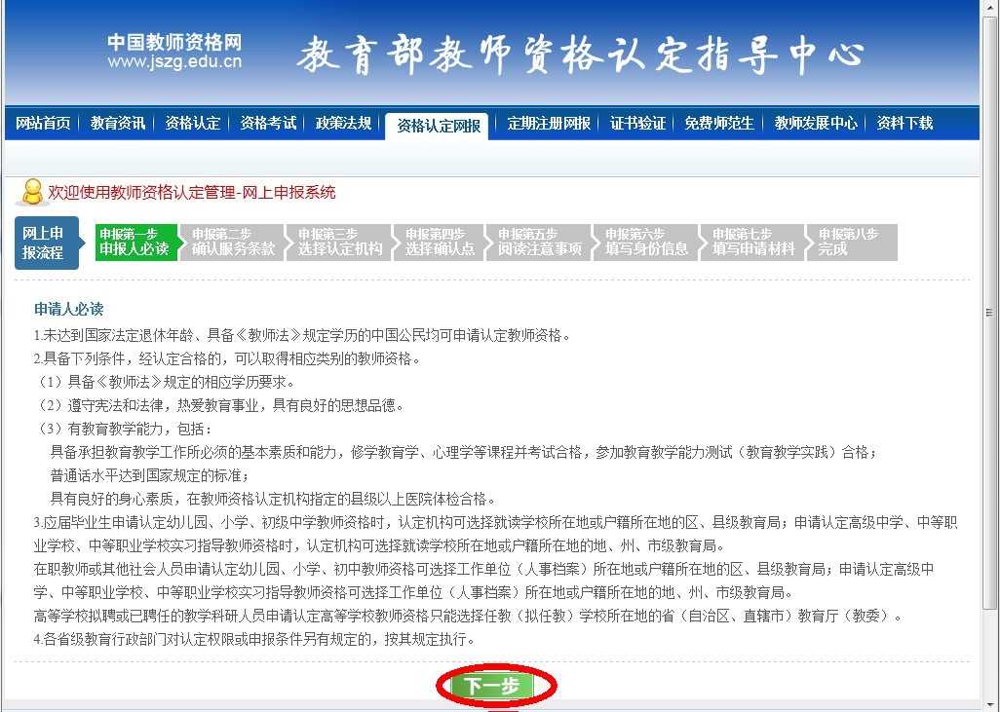 中国教师资格网
www.jszg.edu.cn
教育部教师资格认定指导中心
网站首页 教育资讯 资格认定 资格考试 政策法规 资格认定网报 定期注册网报 证书验证 免费师范生 教师发展中心 资料下载
欢迎使用教师资格认定管理-网上申报系统
网上申
报流程
申报第一步
申报人必读
申报第二步
确认服务条款
申报第三步
选择认定机构
申报第四步
选择确认点
申报第五步
阅读注意事项
申报第六步
填写身份信息
申报第七步
填写申请材料
申报第八步
完成
申请人必读
1.未达到国家法定退休年龄、具备《教师法》规定学历的中国公民均可申请认定教师资格。
2.具备下列条件，经认定合格的，可以取得相应类别的教师资格。
（1）具备《教师法》规定的相应学历要求。
（2）遵守宪法和法律，热爱教育事业，具有良好的思想品德。
（3）有教育教学能力，包括：
具备承担教育教学工作所必须的基本素质和能力，修学教育学、心理学等课程并考试合格，参加教育教学能力测试（教育教学实践）合格；
普通话水平达到国家规定的标准；
具有良好的身心素质，在教师资格认定机构指定的县级以上医院体检合格。
3.应届毕业生申请认定幼儿园、小学、初级中学教师资格时，认定机构可选择就读学校所在地或户籍所在地的区、县级教育局；申请认定高级中学、中等职
业学校、中等职业学校实习指导教师资格时，认定机构可选择就读学校所在地或户籍所在地的地、州、市级教育局。
在职教师或其他社会人员申请认定幼儿园、小学、初中教师资格可选择工作单位（人事档案）所在地或户籍所在地的区、县级教育局；申请认定高级中
学、中等职业学校、中等职业学校实习指导教师资格可选择工作单位（人事档案）所在地或户籍所在地的地、州、市级教育局。
高等学校拟聘或已聘任的教学科研人员申请认定高等学校教师资格只能选择任教（拟任教）学校所在地的省（自治区、直辖市）教育厅（教委）。
4.各省级教育行政部门对认定权限或申报条件另有规定的，按其规定执行。
下一步